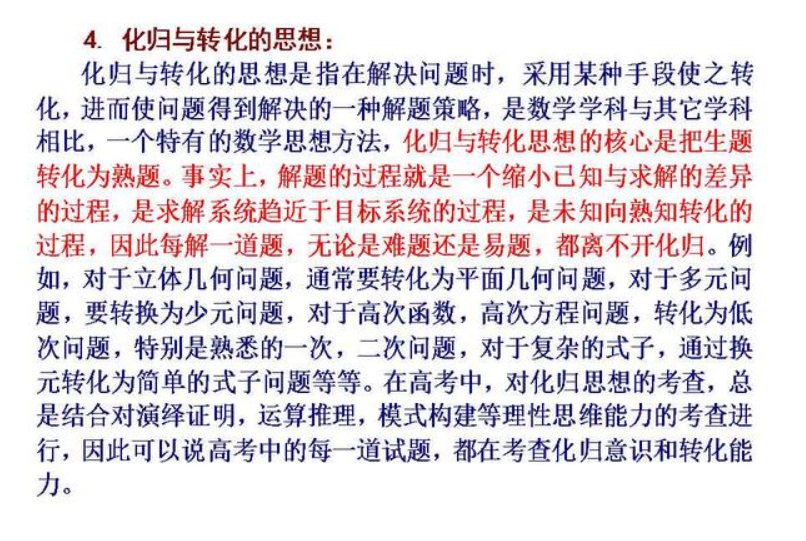 4. 化归与转化的思想：
化归与转化的思想是指在解决问题时，采用某种手段使之转
化，进而使问题得到解决的一种解题策略，是数学学科与其它学科
相比，一个特有的数学思想方法，化归与转化思想的核心是把生题
转化为熟题。事实上，解题的过程就是一个缩小已知与求解的差异
的过程，是求解系统趋近于目标系统的过程，是未知向熟知转化的
过程，因此每解一道题，无论是难题还是易题，都离不开化归。例
如，对于立体几何问题，通常要转化为平面几何问题，对于多元问
题，要转换为少元问题，对于高次函数，高次方程问题，转化为低
次问题，特别是熟悉的一次，二次问题，对于复杂的式子，通过换
元转化为简单的式子问题等等。在高考中，对化归思想的考查，总
是结合对演绎证明，运算推理，模式构建等理性思维能力的考查进
行，因此可以说高考中的每一道试题，都在考查化归意识和转化能
力。